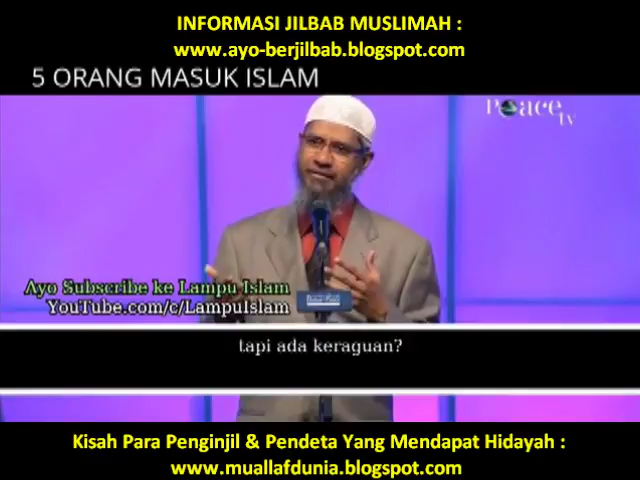 INFORMASI JILBAB MUSLIMAH :
www.ayo-berjilbab.blogspot.com
5 ORANG MASUK ISLAM
Peace
tv
Ayo Subscribe ke Lampu Islam
YouTube.com/c/LampuIslam
tapi ada keraguan?
Kisah Para Penginjil & Pendeta Yang Mendapat Hidayah :
www.muallafdunia.blogspot.com